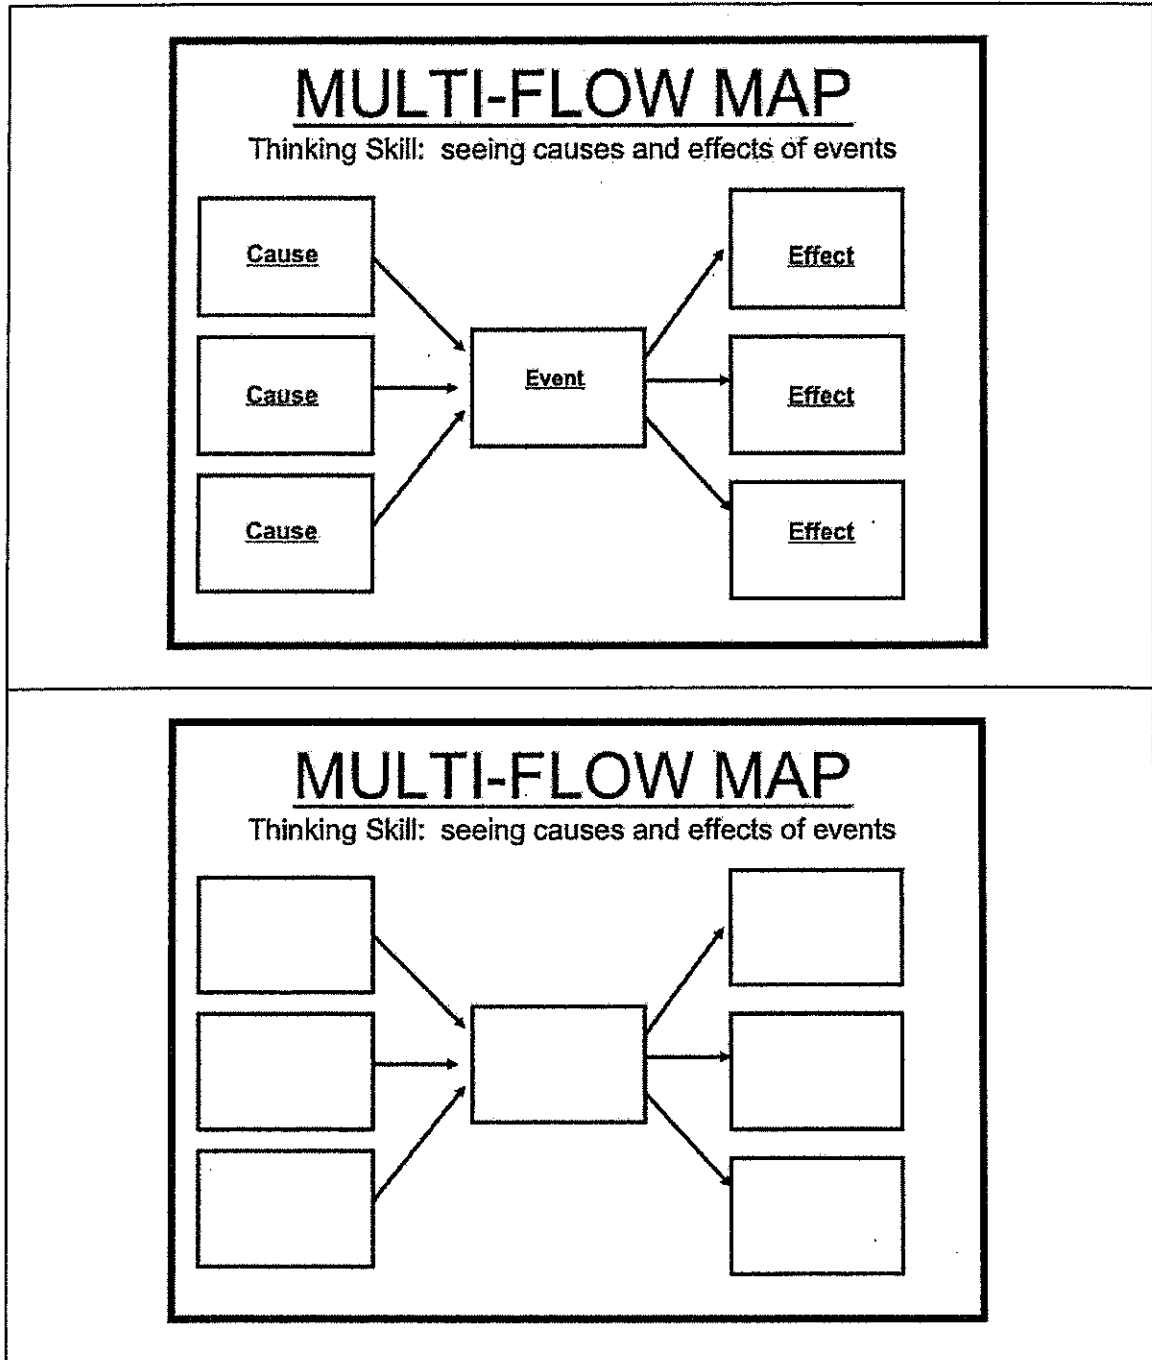 MULTI-FLOW MAP
Thinking Skill: seeing causes and effects of events
Cause
Effect
Event
Cause
Effect
Cause
Effect
MULTI-FLOW MAP
Thinking Skill: seeing causes and effects of events